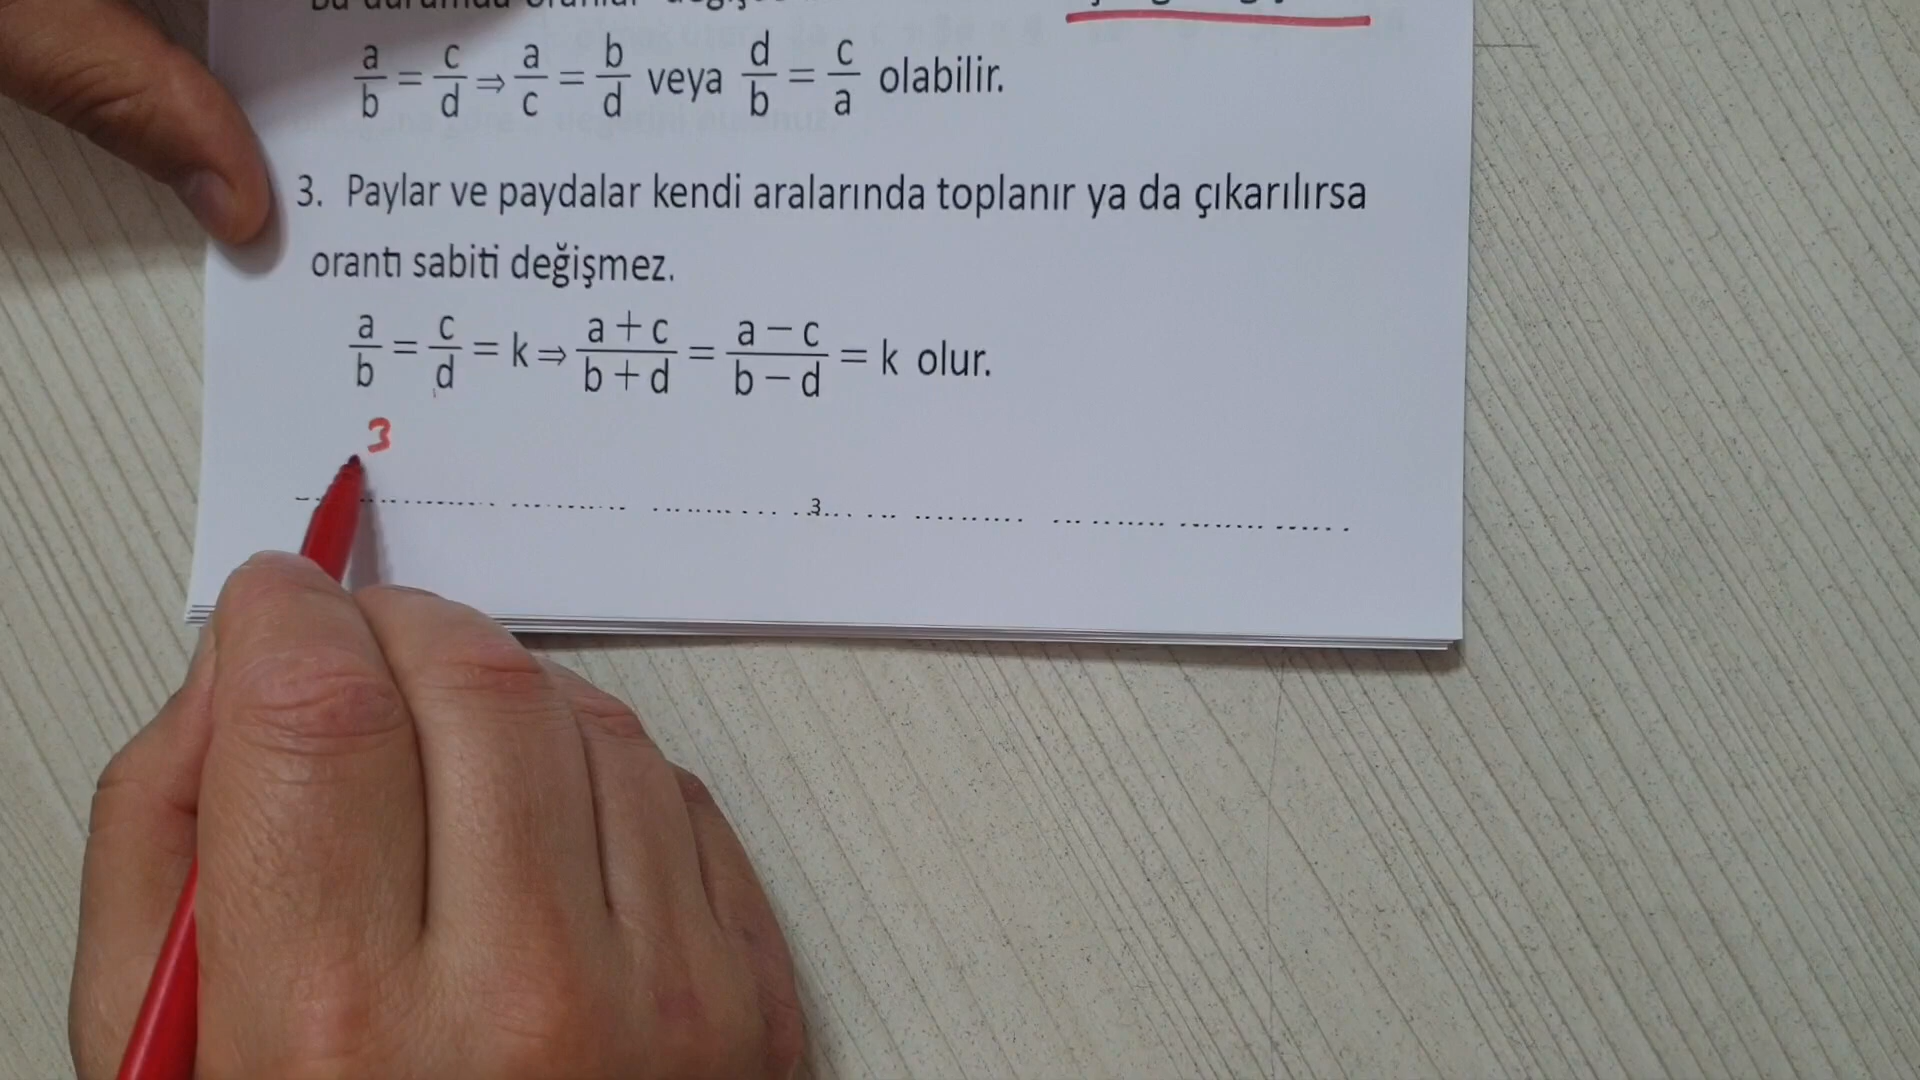 a/b = c/d ⇒ a/c = b/d veya d/b = c/a olabilir.
3. Paylar ve paydalar kendi aralarında toplanır ya da çıkarılırsa
orantı sabiti değişmez.
a/b = c/d = k ⇒ a+c/b+d = a−c/b−d = k olur.
3
3